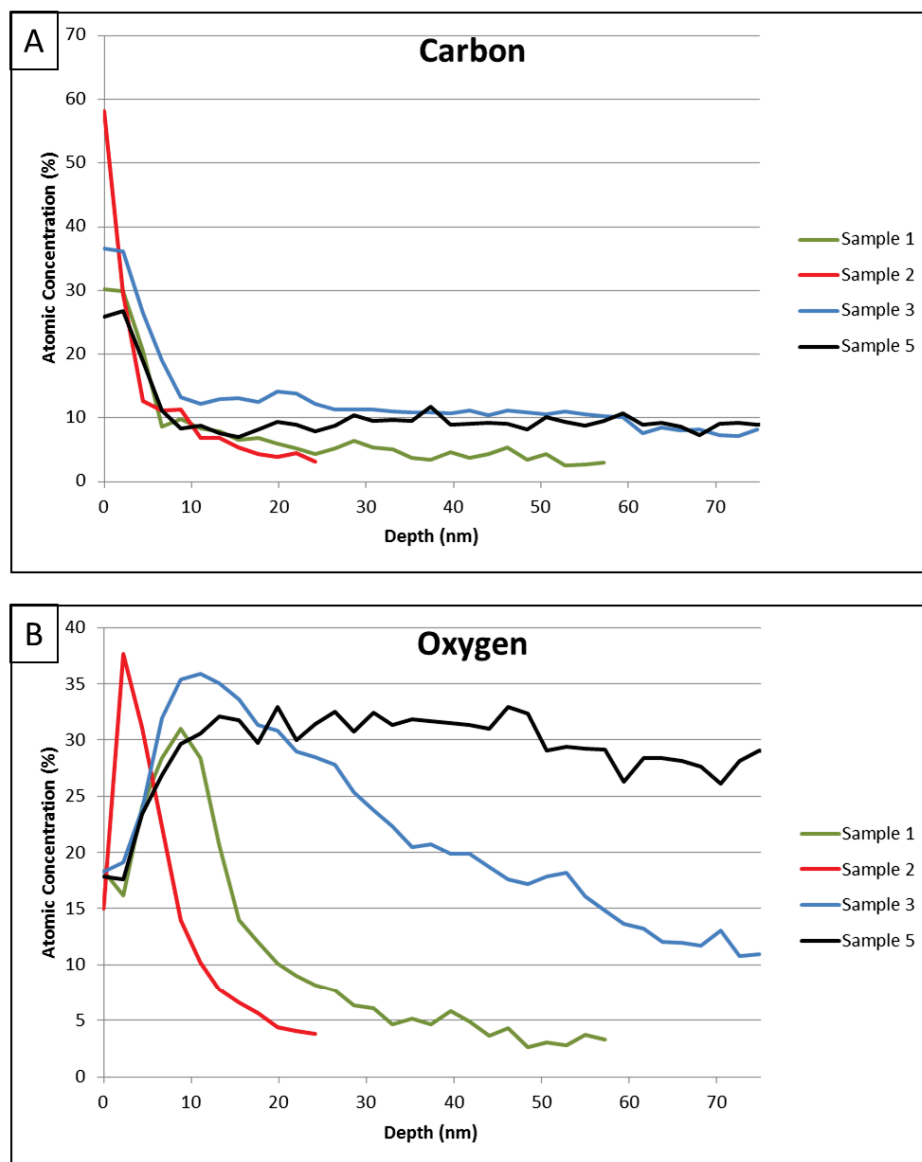 A
Carbon
70
60
50
40
30
20
10
0
Atomic Concentration (%)
0 10 20 30 40 50 60 70
Depth (nm)
Sample 1
Sample 2
Sample 3
Sample 5
B
Oxygen
40
35
30
25
20
15
10
5
0
Atomic Concentration (%)
0 10 20 30 40 50 60 70
Depth (nm)
Sample 1
Sample 2
Sample 3
Sample 5